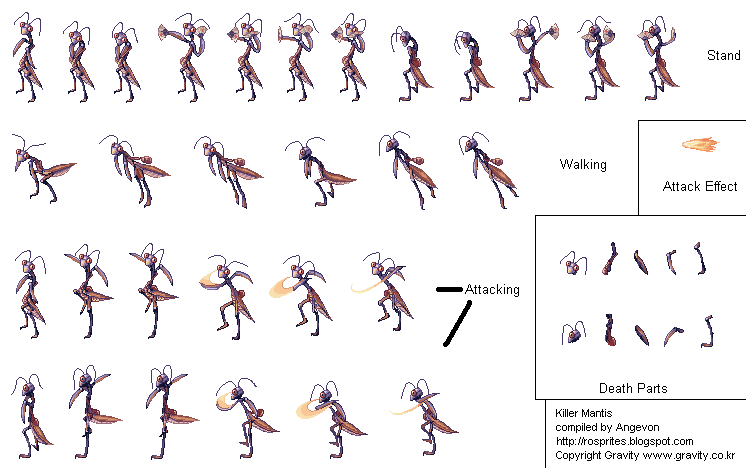 Stand
Walking
Attack Effect
Attacking
Death Parts
Killer Mantis
compiled by Angevon
http://rosprites.blogspot.com
Copyright Gravity www.gravity.co.kr